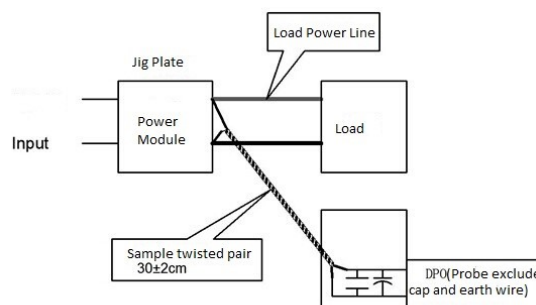 Load Power Line
Jig Plate
Power
Module
Load
Input
Sample twisted pair
30±2cm
DPO(Probe exclude
cap and earth wire)